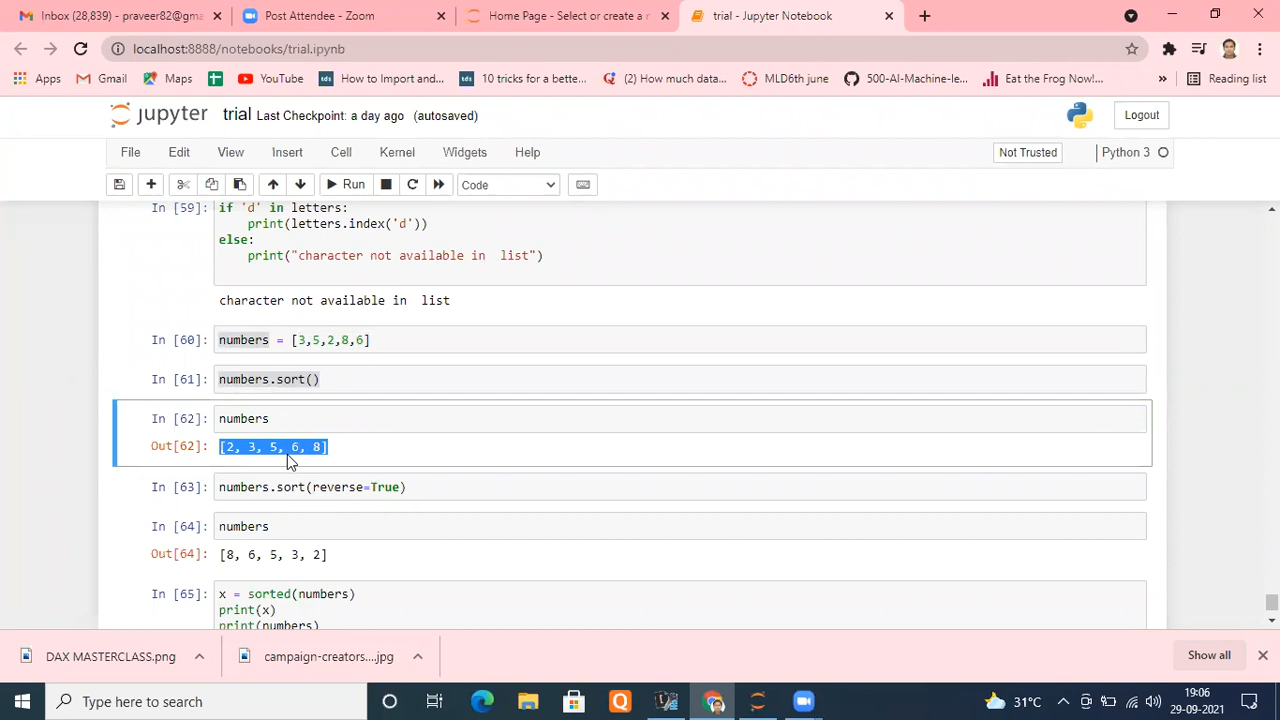 Inbox (28,839) - praveer82@gma
Post Attendee - Zoom
Home Page - Select or create a n
trial - Jupyter Notebook
localhost:8888/notebooks/trial.ipynb
Apps
Gmail
Maps
YouTube
How to Import and...
10 tricks for a bette...
(2) How much data...
MLD6th june
500-AI-Machine-le...
Eat the Frog Now!...
»
Reading list
jupyter
trial Last Checkpoint: a day ago (autosaved)
Logout
File
Edit
View
Insert
Cell
Kernel
Widgets
Help
Not Trusted
Python 3
Run
Code
In [59]: if 'd' in letters:
print(letters.index('d'))
else:
print("character not available in  list")
character not available in  list
In [60]: numbers = [3,5,2,8,6]
In [61]: numbers.sort()
In [62]: numbers
Out[62]: [2, 3, 5, 6, 8]
In [63]: numbers.sort(reverse=True)
In [64]: numbers
Out[64]: [8, 6, 5, 3, 2]
In [65]: x = sorted(numbers)
print(x)
print(numbers)
DAX MASTERCLASS.png
campaign-creators....jpg
Show all
Type here to search
31°C
19:06
29-09-2021